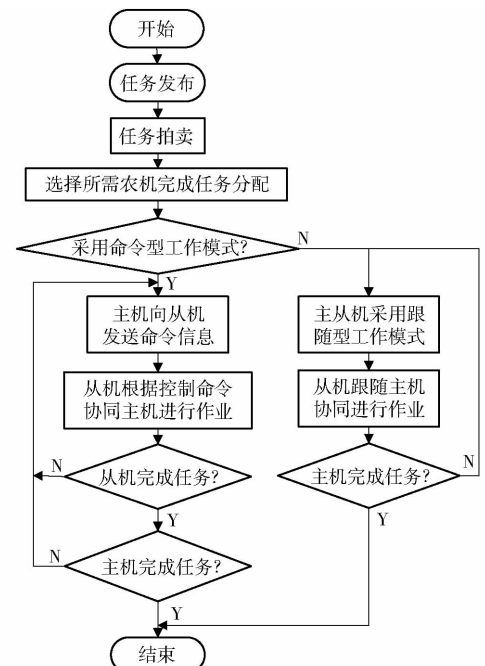 开始
任务发布
任务拍卖
选择所需农机完成任务分配
采用命令型工作模式?
N
Y
主机向从机
发送命令信息
主从机采用跟
随型工作模式
从机根据控制命令
协同主机进行作业
从机跟随主机
协同进行作业
N
从机完成任务?
主机完成任务?
N
Y
Y
N
主机完成任务?
Y
结束